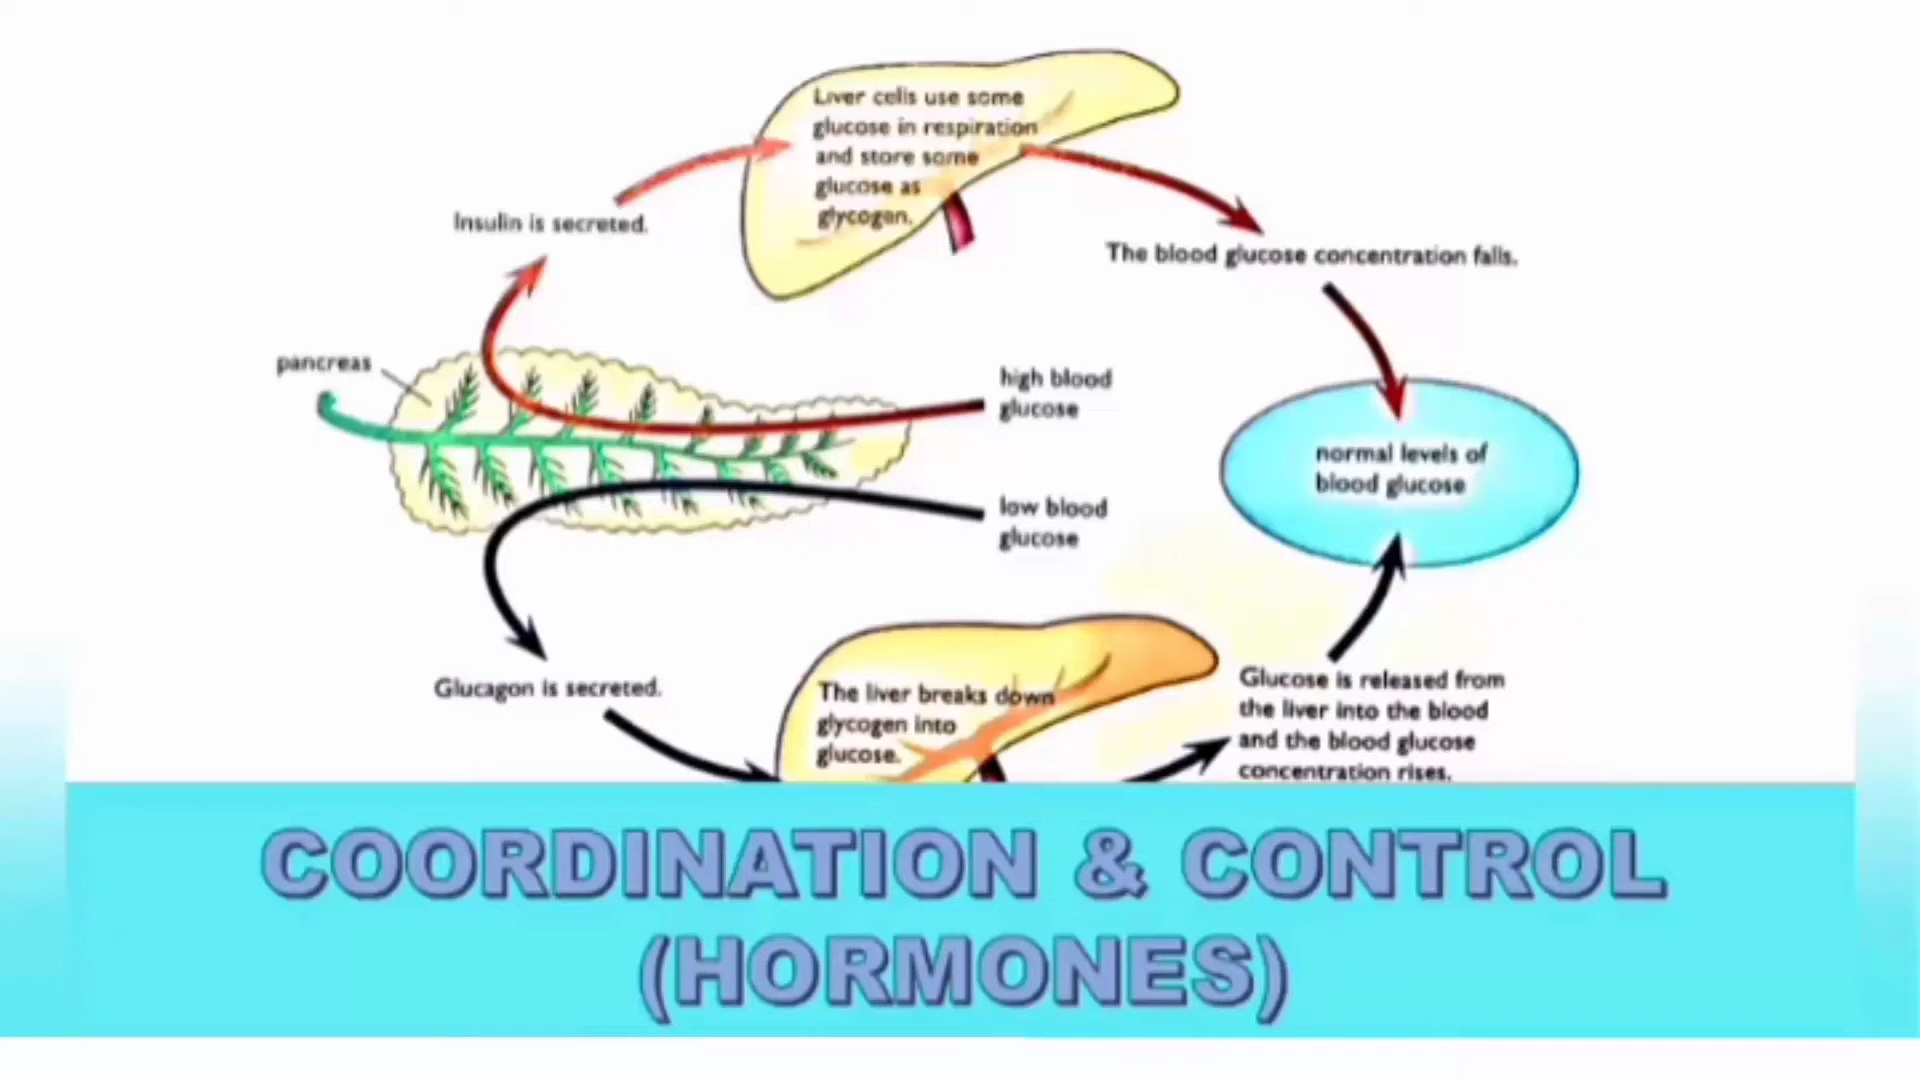 Liver cells use some
glucose in respiration
and store some
glucose as
glycogen.
Insulin is secreted.
The blood glucose concentration falls.
pancreas
high blood
glucose
normal levels of
blood glucose
low blood
glucose
Glucagon is secreted.
The liver breaks down
glycogen into
glucose.
Glucose is released from
the liver into the blood
and the blood glucose
concentration rises.
COORDINATION & CONTROL
(HORMONES)